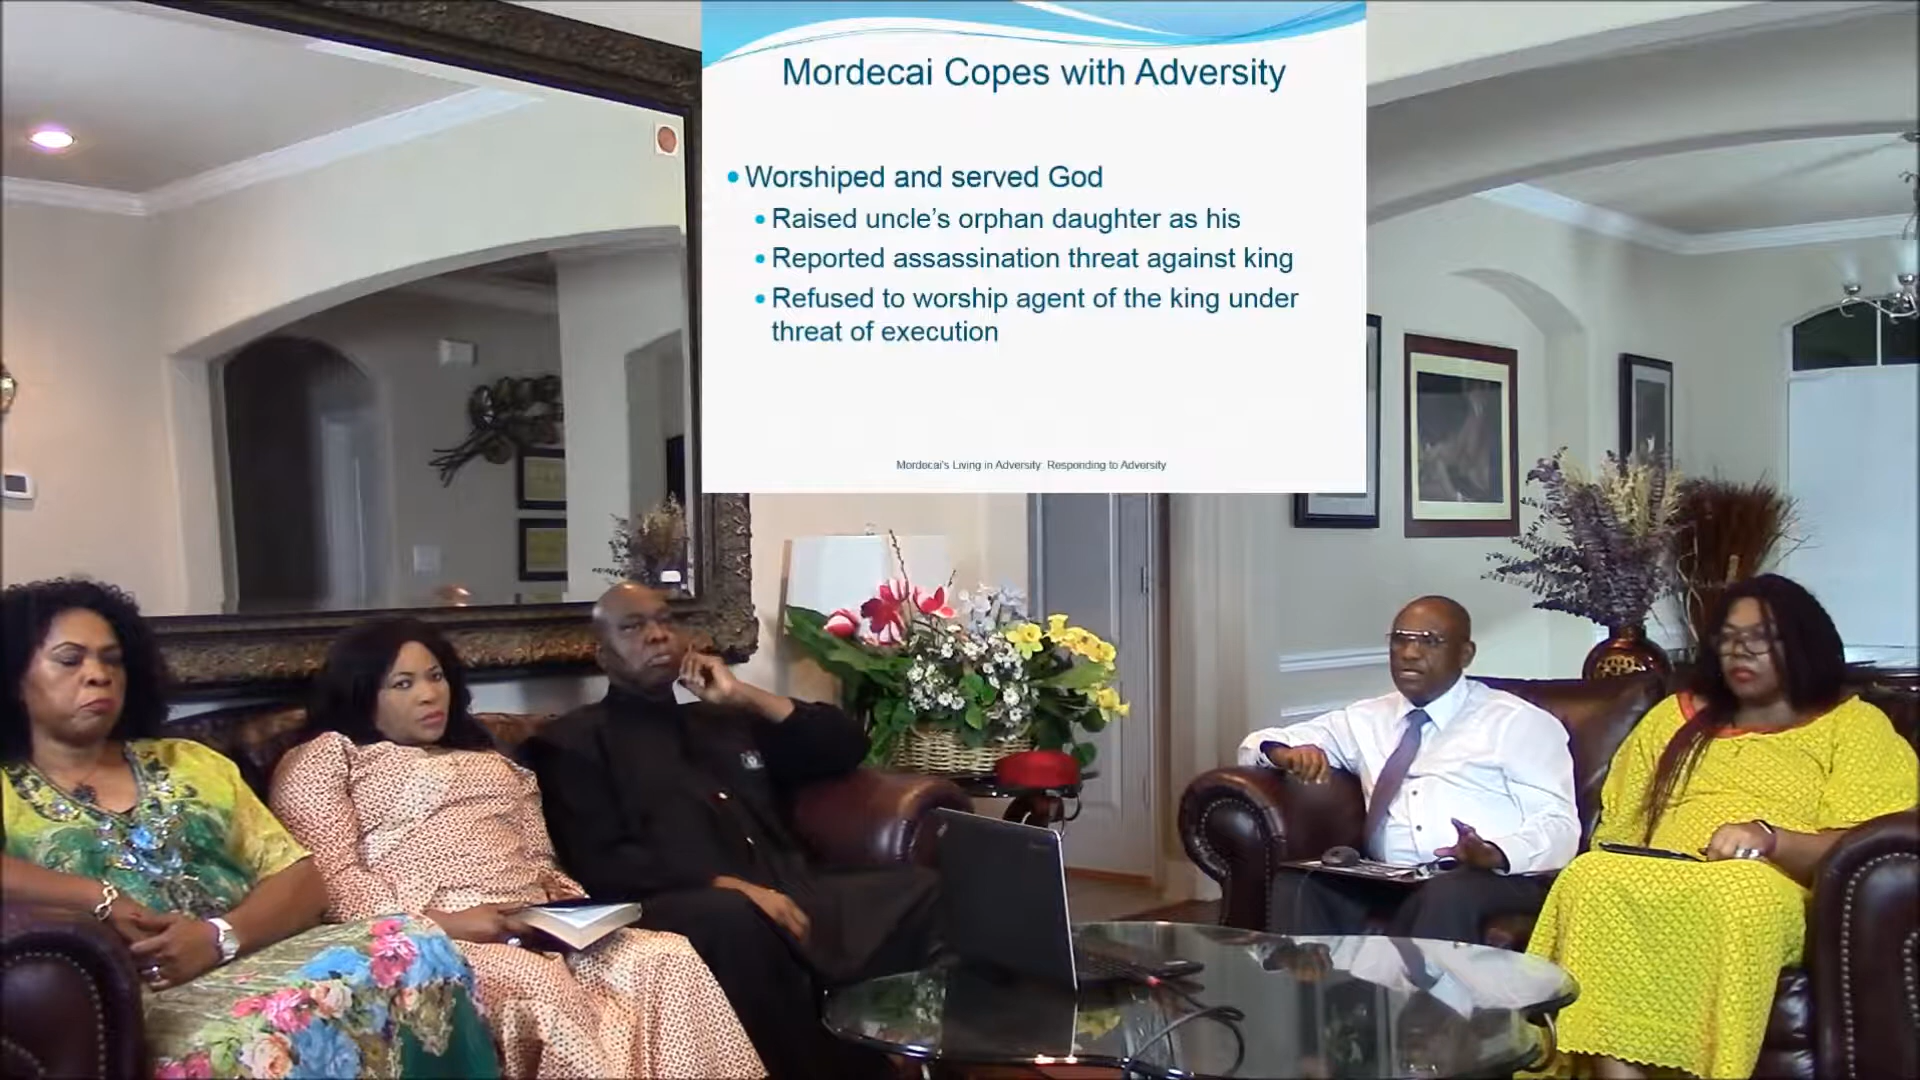 Mordecai Copes with Adversity
• Worshiped and served God
• Raised uncle's orphan daughter as his
• Reported assassination threat against king
• Refused to worship agent of the king under
threat of execution
Mordecai's Living in Adversity: Responding to Adversity